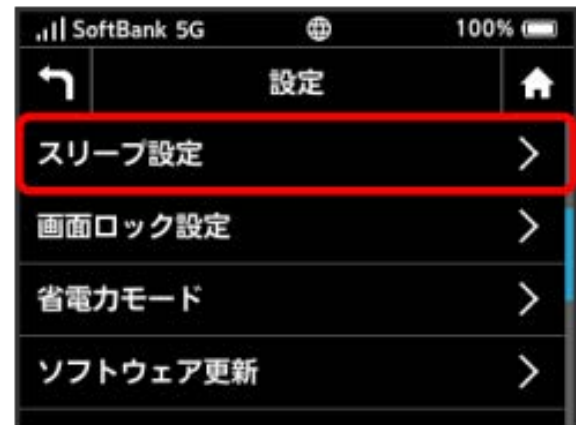 SoftBank 5G 100%
設定
スリープ設定
画面ロック設定
省電力モード
ソフトウェア更新